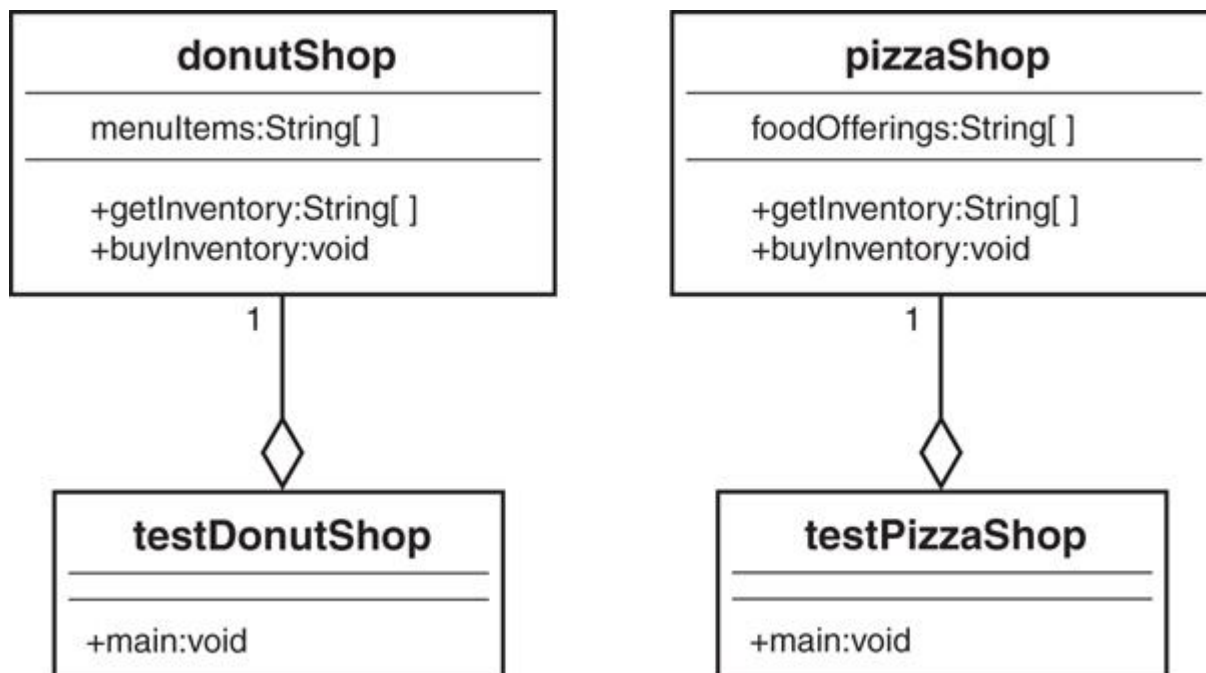 donutShop
menuItems:String[ ]
+getInventory:String[ ]
+buyInventory:void
1
testDonutShop
+main:void
pizzaShop
foodOfferings:String[ ]
+getInventory:String[ ]
+buyInventory:void
1
testPizzaShop
+main:void